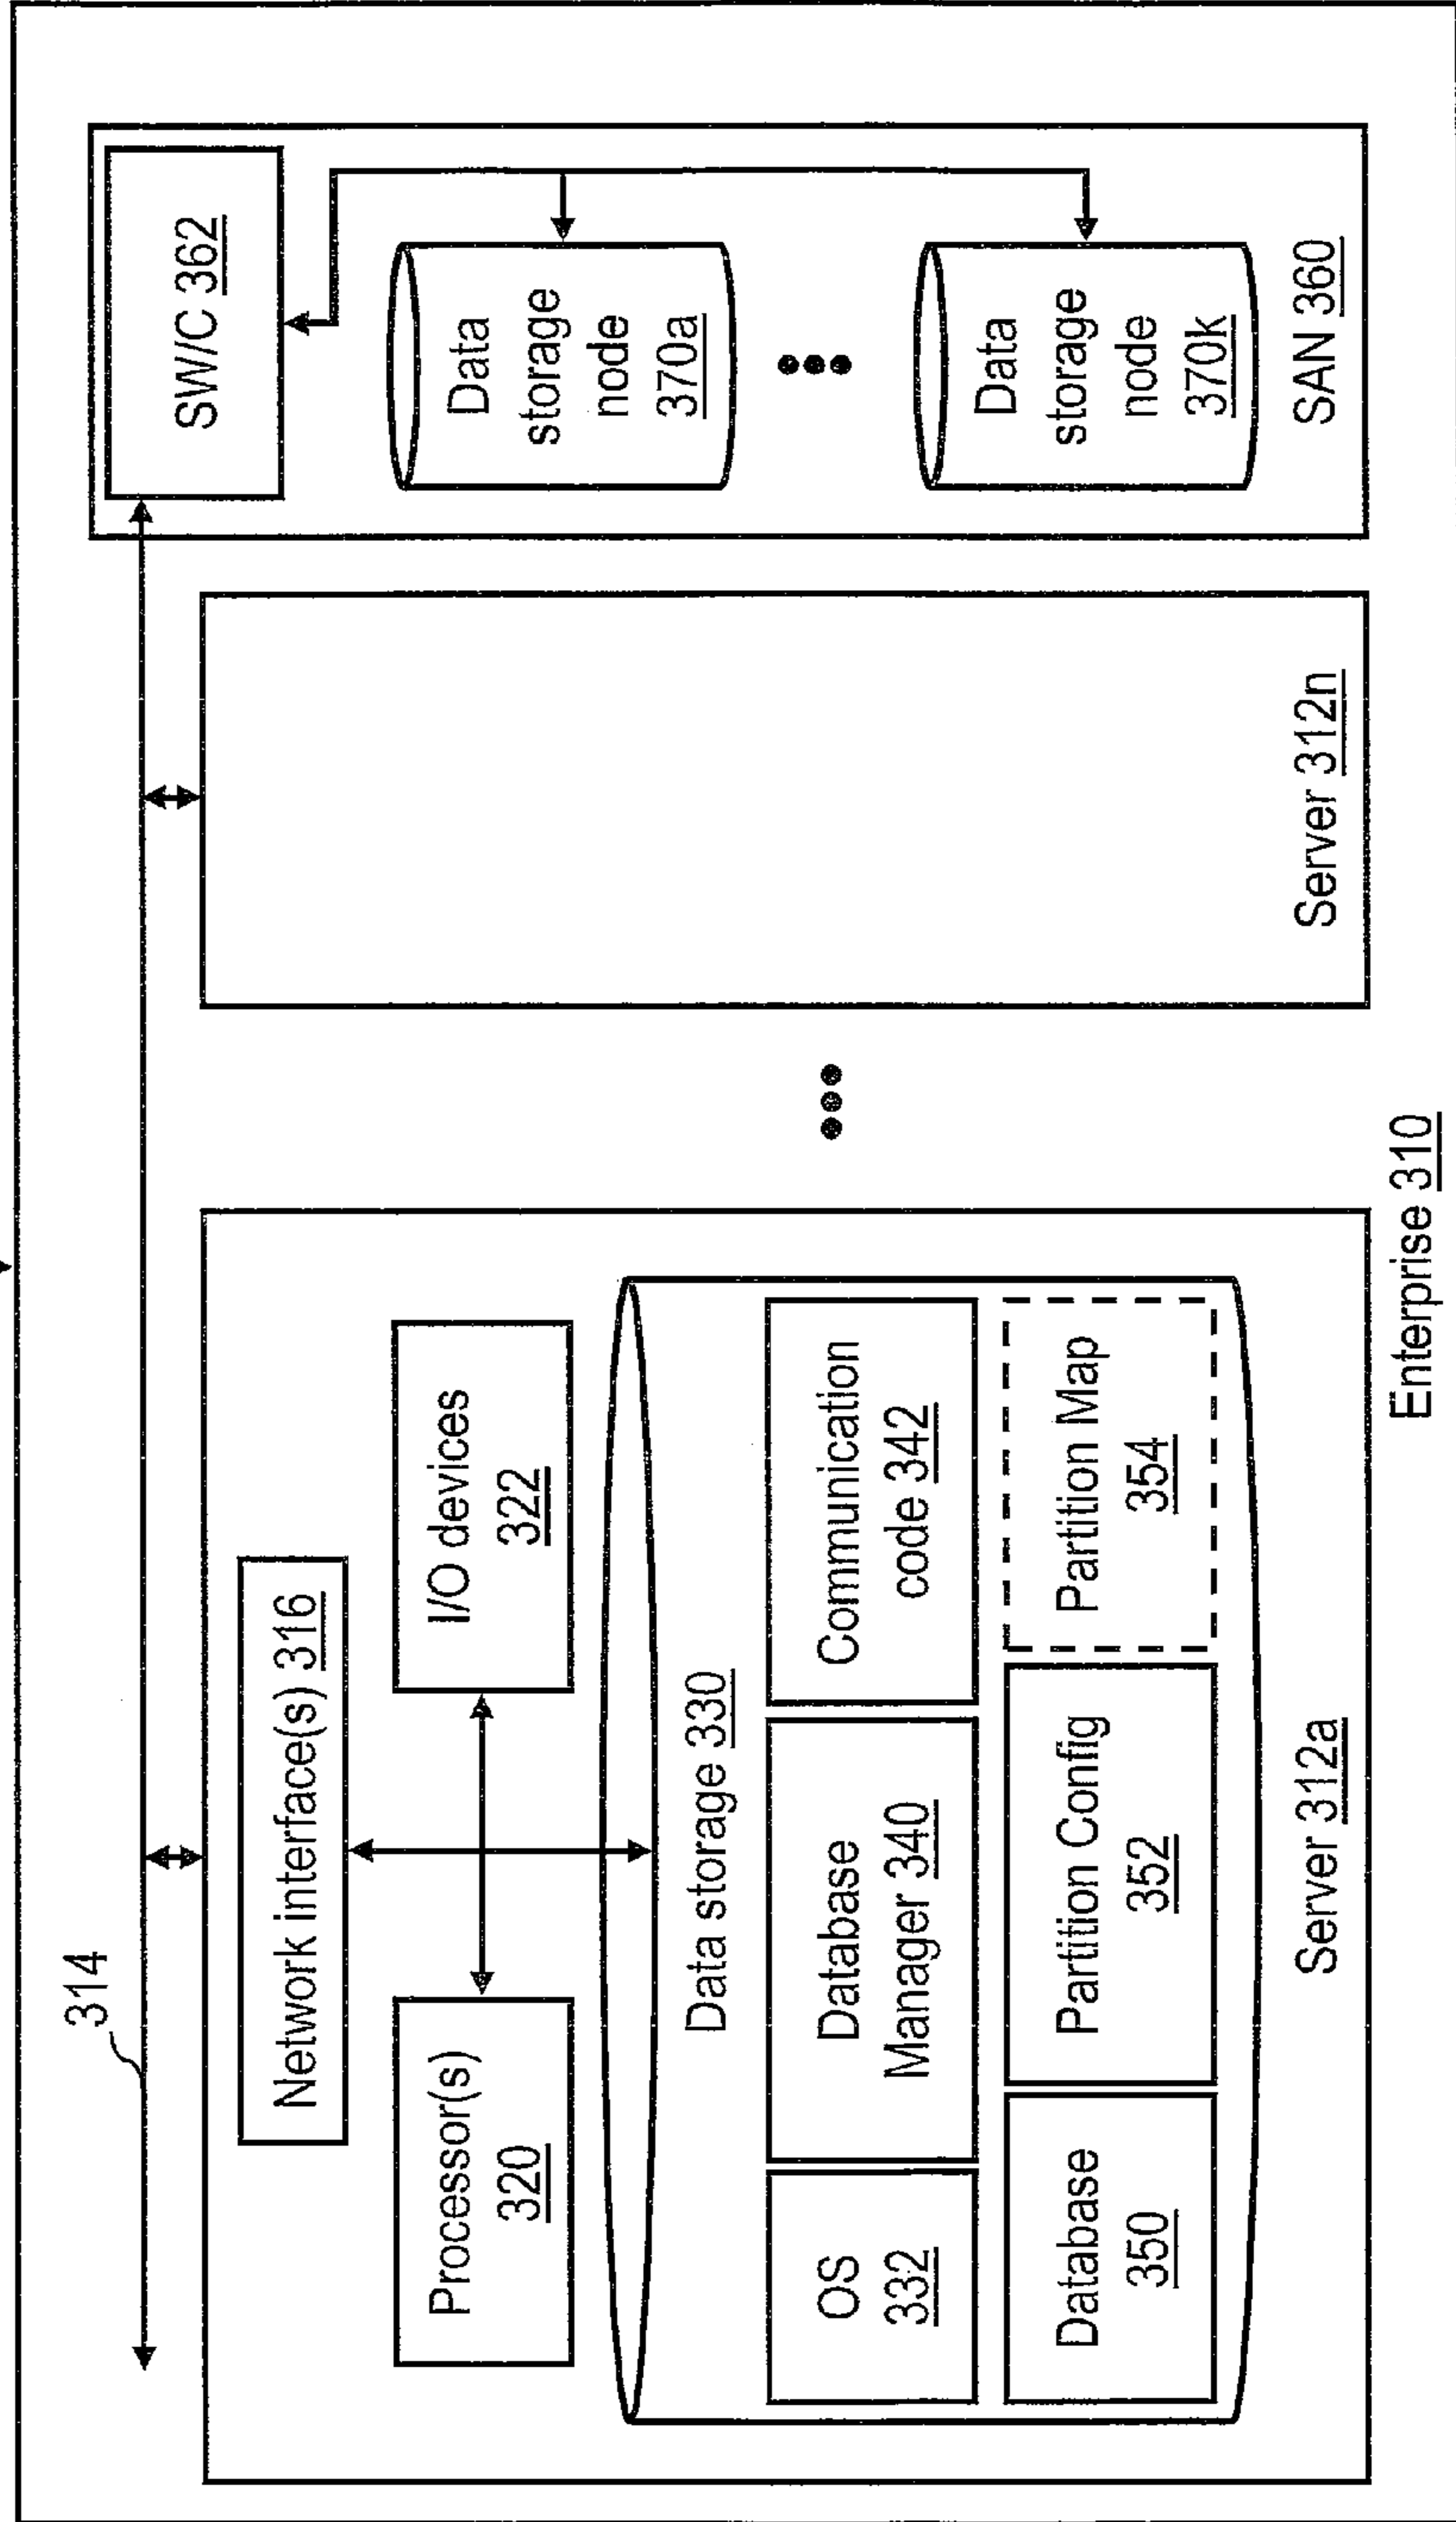 314
Network interface(s) 316
Processor(s)
320
I/O devices
322
Data storage 330
OS
332
Database
Manager 340
Communication
code 342
Database
350
Partition Config
352
Partition Map
354
Server 312a
Server 312n
SW/C 362
Data
storage
node
370a
Data
storage
node
370k
SAN 360
Enterprise 310